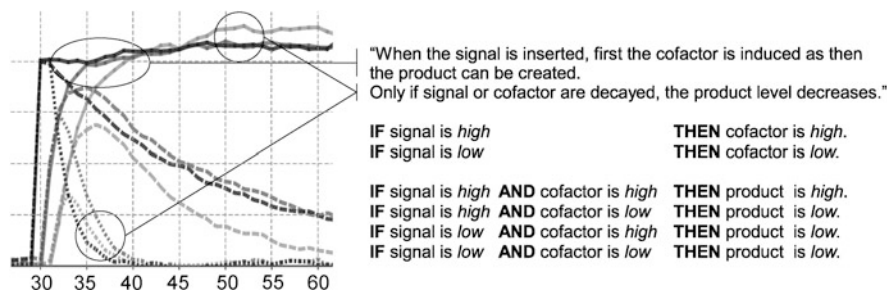 "When the signal is inserted, first the cofactor is induced as then
the product can be created.
Only if signal or cofactor are decayed, the product level decreases."
IF signal is high THEN cofactor is high.
IF signal is low THEN cofactor is low.
IF signal is high AND cofactor is high THEN product is high.
IF signal is high AND cofactor is low THEN product is low.
IF signal is low AND cofactor is high THEN product is low.
IF signal is low AND cofactor is low THEN product is low.
30 35 40 45 50 55 60